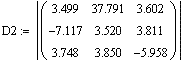 D2 := |( 3.499 37.791 3.602
-7.117 3.520 3.811
3.748 3.850 -5.958 )|